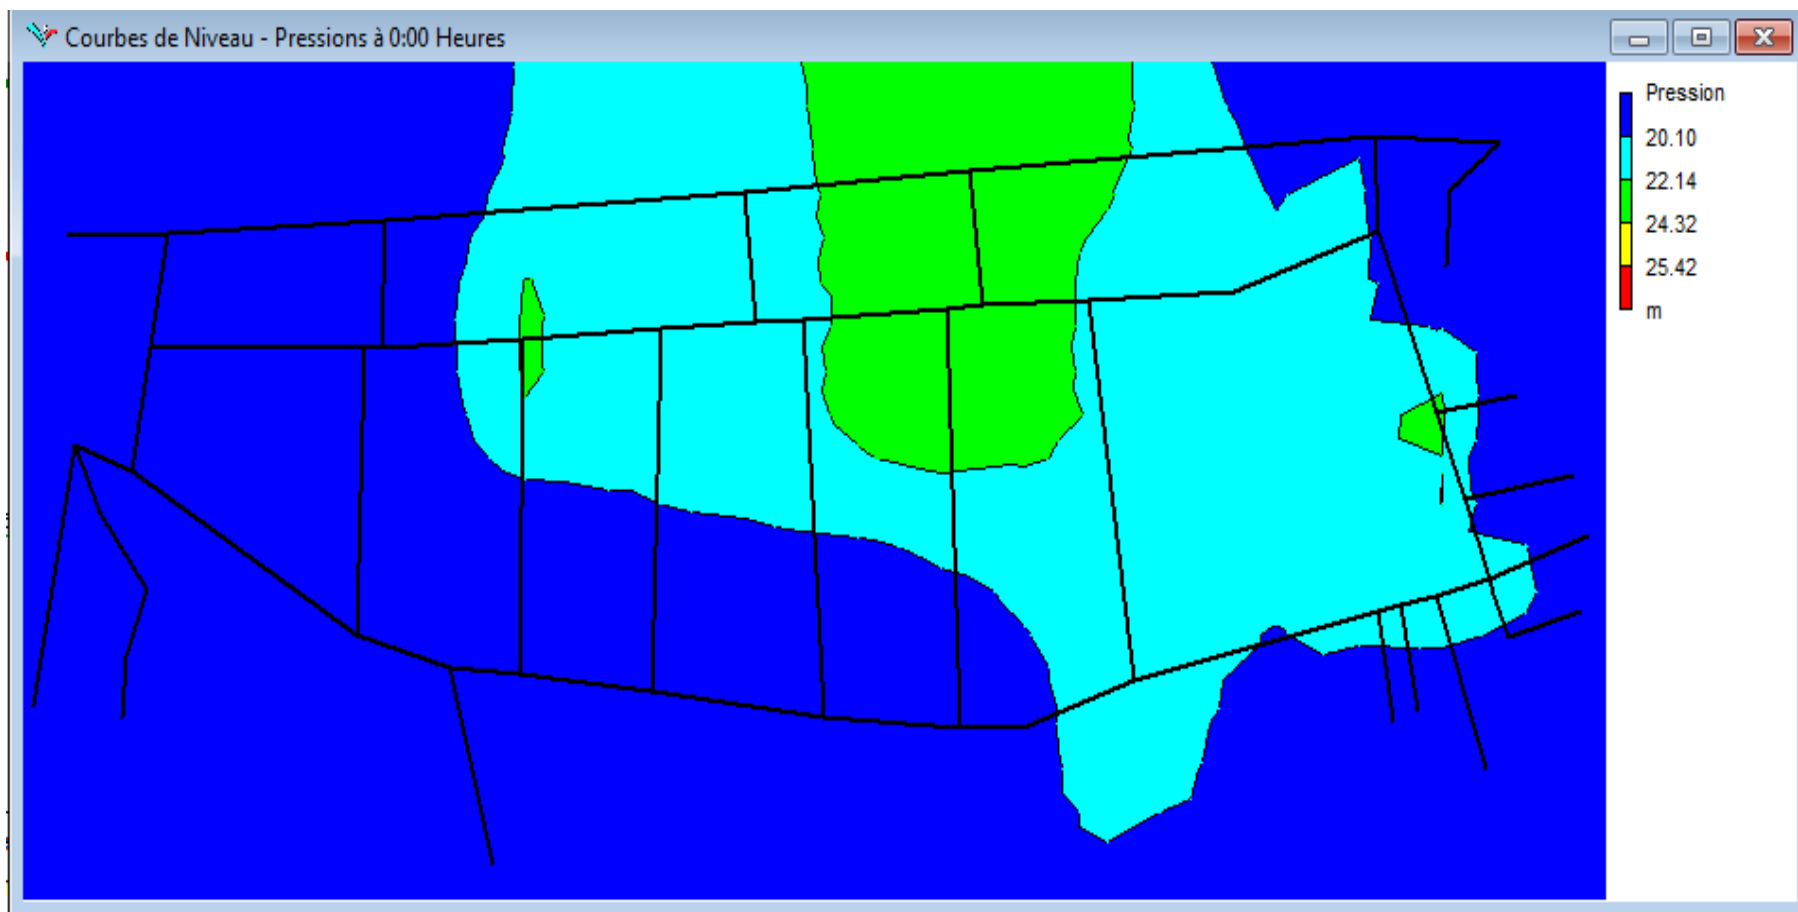 Courbes de Niveau - Pressions à 0:00 Heures
Pression
20.10
22.14
24.32
25.42
m